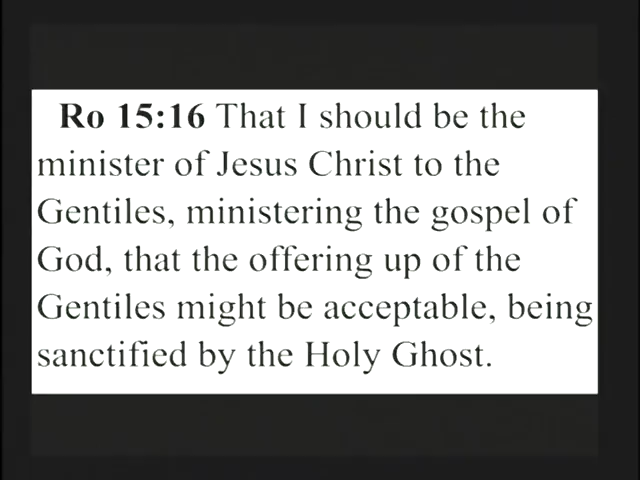 Ro 15:16 That I should be the
minister of Jesus Christ to the
Gentiles, ministering the gospel of
God, that the offering up of the
Gentiles might be acceptable, being
sanctified by the Holy Ghost.